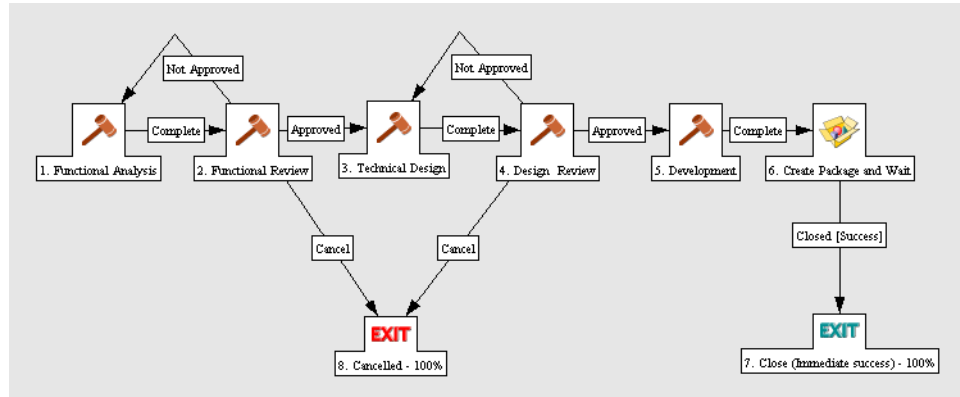 Not Approved
Not Approved
Complete
Approved
Complete
Approved
Complete
1. Functional Analysis
2. Functional Review
3. Technical Design
4. Design Review
5. Development
6. Create Package and Wait
Cancel
Cancel
Closed [Success]
EXIT
EXIT
8. Cancelled - 100%
7. Close (Immediate success) - 100%